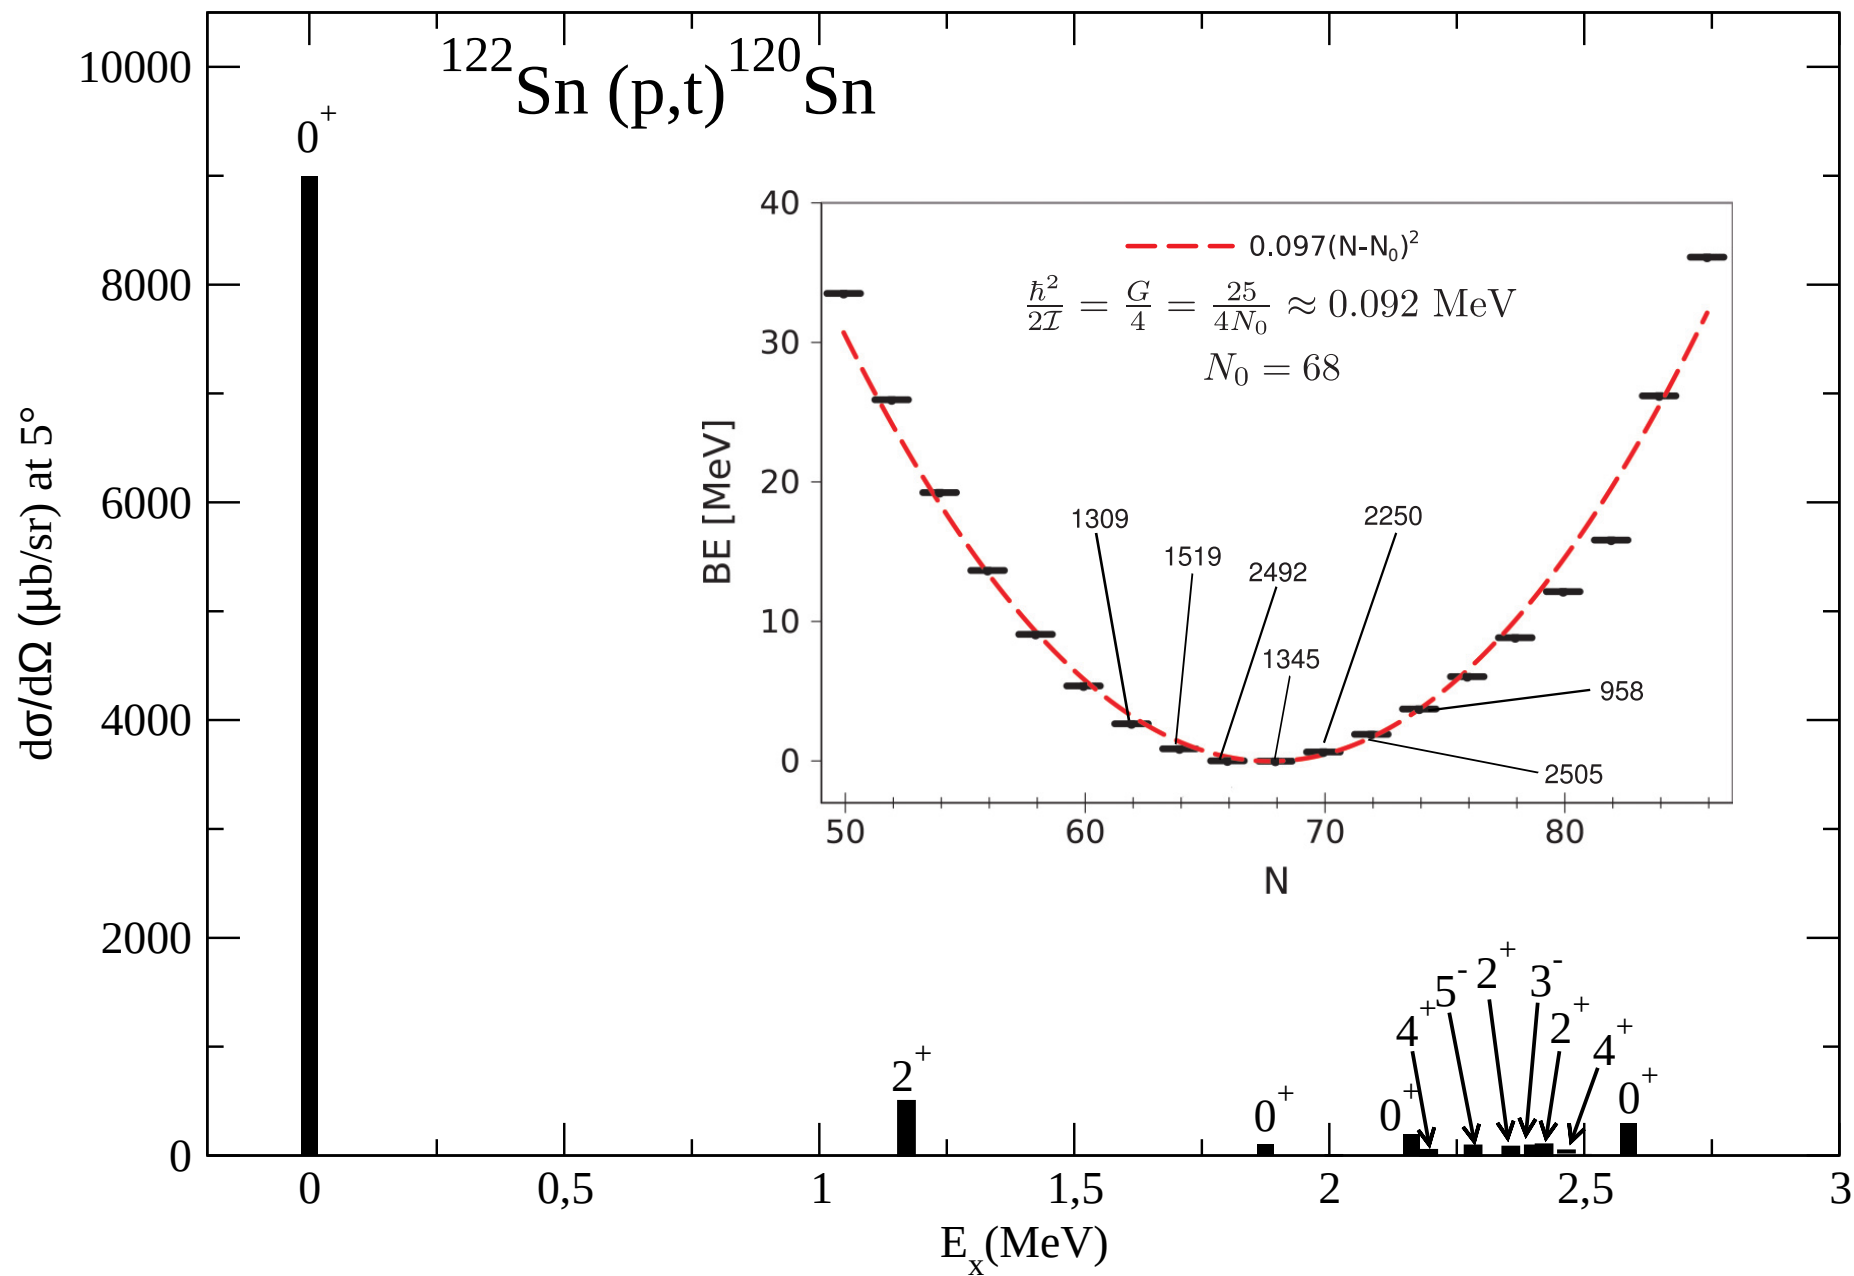 ¹²²Sn (p,t)¹²⁰Sn
dσ/dΩ (μb/sr) at 5°
10000
8000
6000
4000
2000
0
0⁺
2⁺
0⁺
0⁺
4⁺
5⁻
2⁺
3⁻
2⁺
4⁺
0⁺
0 0,5 1 1,5 2 2,5 3
Eₓ(MeV)
BE [MeV]
40
30
20
10
0
0.097(N-N₀)²
ħ²/2ℐ = G/4 = 25/4N₀ ≈ 0.092 MeV
N₀ = 68
1309
1519
2492
1345
2250
958
2505
50 60 70 80
N